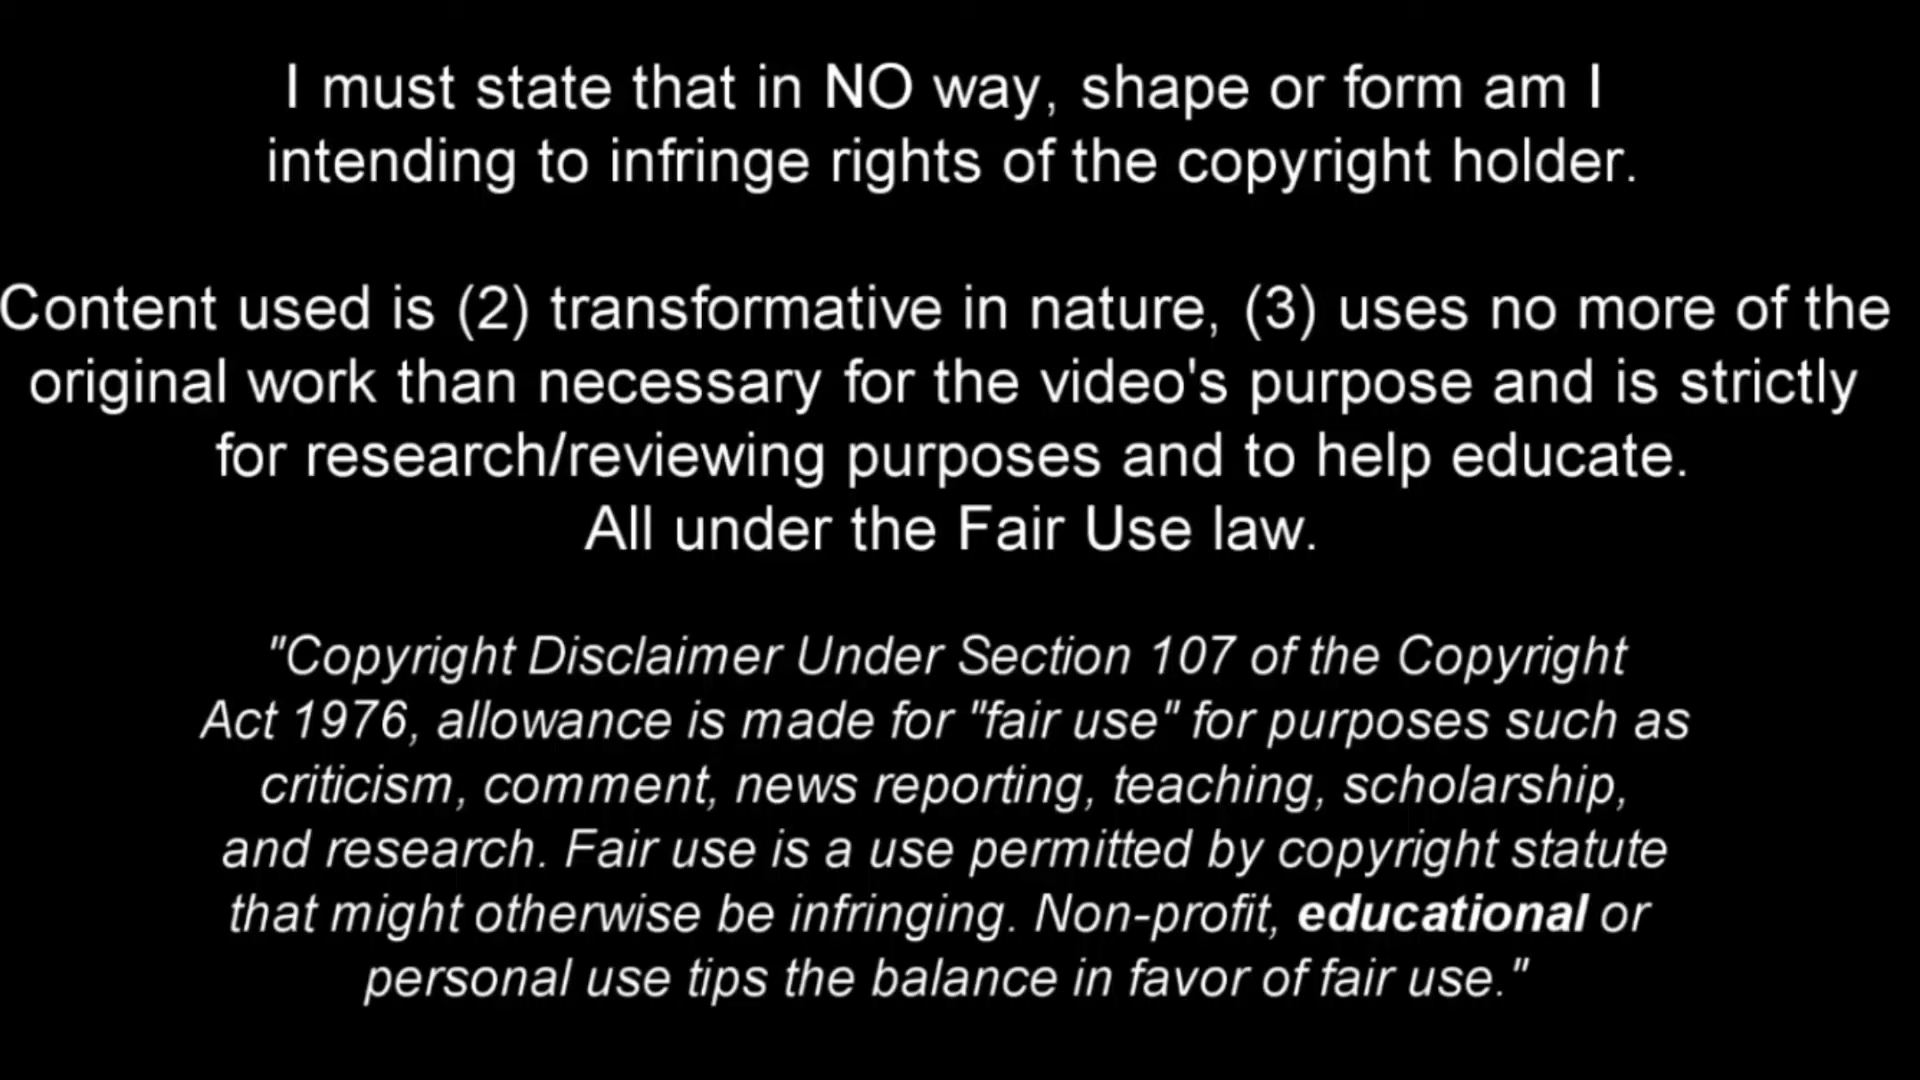 I must state that in NO way, shape or form am I
intending to infringe rights of the copyright holder.
Content used is (2) transformative in nature, (3) uses no more of the
original work than necessary for the video's purpose and is strictly
for research/reviewing purposes and to help educate.
All under the Fair Use law.
"Copyright Disclaimer Under Section 107 of the Copyright
Act 1976, allowance is made for "fair use" for purposes such as
criticism, comment, news reporting, teaching, scholarship,
and research. Fair use is a use permitted by copyright statute
that might otherwise be infringing. Non-profit, educational or
personal use tips the balance in favor of fair use."